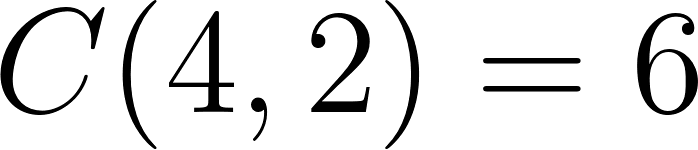 C(4, 2) = 6